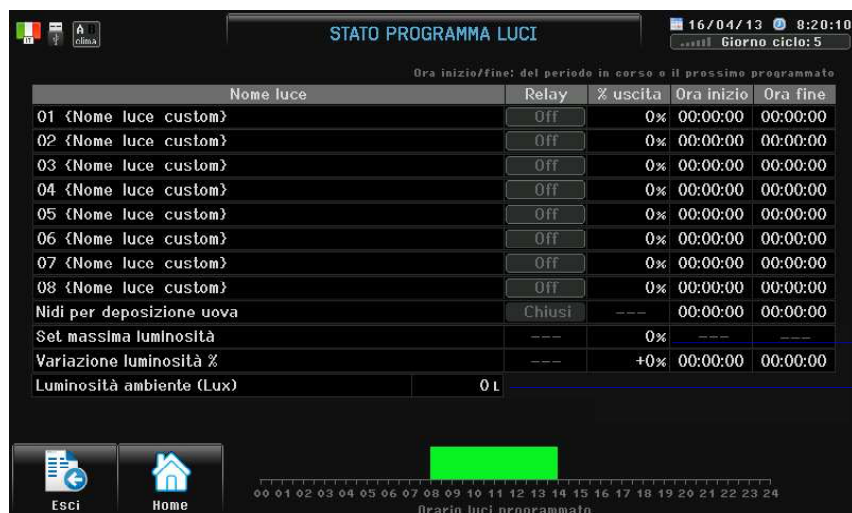 IT
A B
clima
STATO PROGRAMMA LUCI
16/04/13 8:20:10
Giorno ciclo: 5
Ora inizio/fine: del periodo in corso o il prossimo programmato
Nome luce Relay % uscita Ora inizio Ora fine
01 {Nome luce custom} Off 0% 00:00:00 00:00:00
02 {Nome luce custom} Off 0% 00:00:00 00:00:00
03 {Nome luce custom} Off 0% 00:00:00 00:00:00
04 {Nome luce custom} Off 0% 00:00:00 00:00:00
05 {Nome luce custom} Off 0% 00:00:00 00:00:00
06 {Nome luce custom} Off 0% 00:00:00 00:00:00
07 {Nome luce custom} Off 0% 00:00:00 00:00:00
08 {Nome luce custom} Off 0% 00:00:00 00:00:00
Nidi per deposizione uova Chiusi --- 00:00:00 00:00:00
Set massima luminosità --- 0% --- ---
Variazione luminosità % --- +0% 00:00:00 00:00:00
Luminosità ambiente (Lux) 0 L
Esci
Home
00 01 02 03 04 05 06 07 08 09 10 11 12 13 14 15 16 17 18 19 20 21 22 23 24
Orario luci programmato